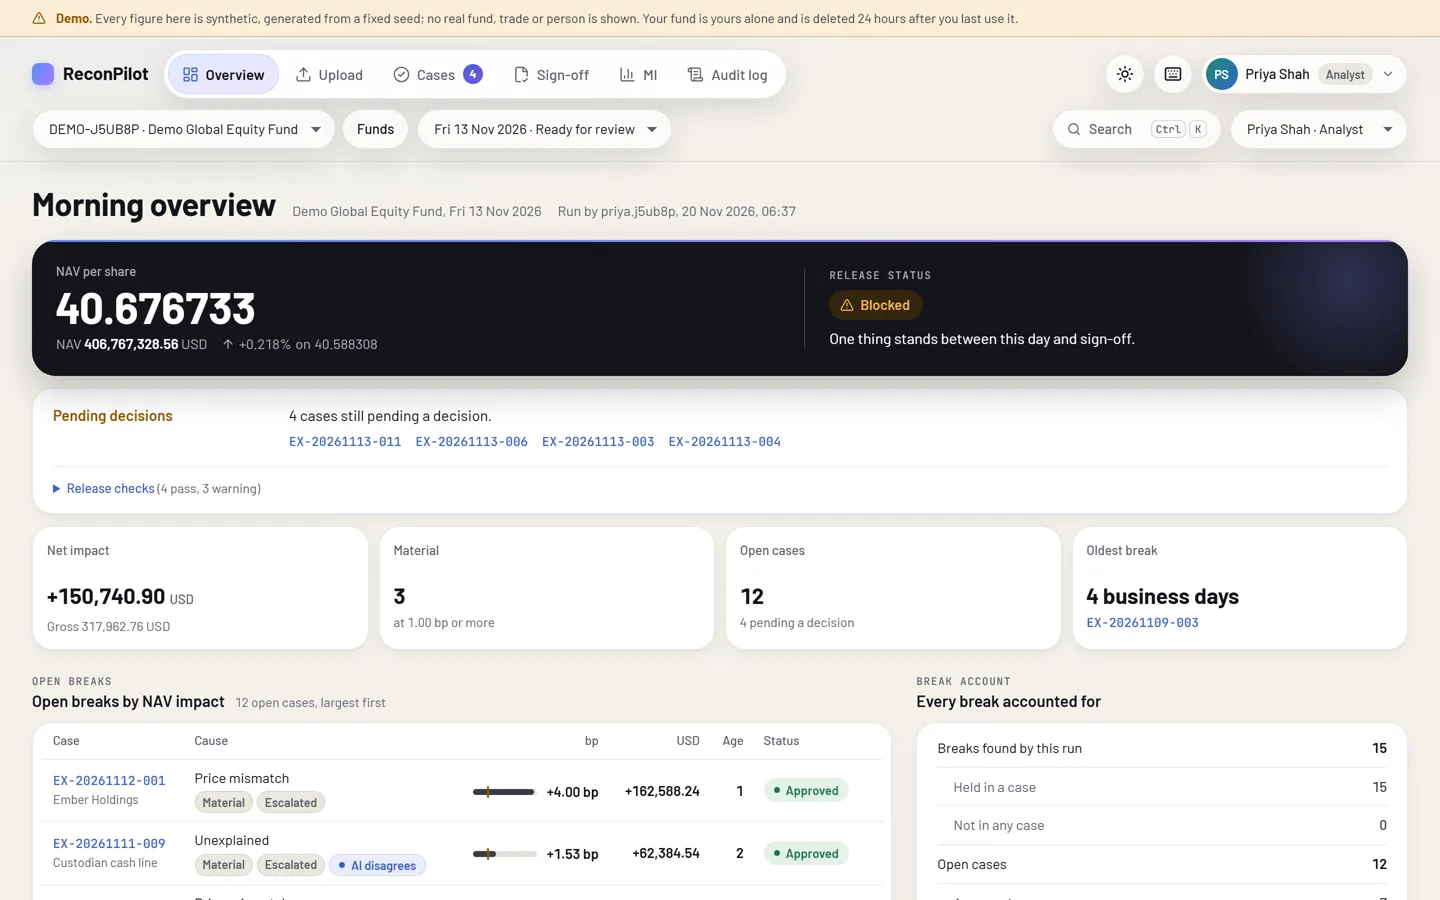 Demo. Every figure here is synthetic, generated from a fixed seed; no real fund, trade or person is shown. Your fund is yours alone and is deleted 24 hours after you last use it.
ReconPilot
Overview
Upload
Cases 4
Sign-off
MI
Audit log
PS Priya Shah Analyst
DEMO-J5UB8P · Demo Global Equity Fund
Funds
Fri 13 Nov 2026 · Ready for review
Search Ctrl K
Priya Shah · Analyst
Morning overview Demo Global Equity Fund, Fri 13 Nov 2026 Run by priya.j5ub8p, 20 Nov 2026, 06:37
NAV per share
40.676733
NAV 406,767,328.56 USD ↑ +0.218% on 40.588308
RELEASE STATUS
Blocked
One thing stands between this day and sign-off.
Pending decisions
4 cases still pending a decision.
EX-20261113-011 EX-20261113-006 EX-20261113-003 EX-20261113-004
Release checks (4 pass, 3 warning)
Net impact
+150,740.90 USD
Gross 317,962.76 USD
Material
3
at 1.00 bp or more
Open cases
12
4 pending a decision
Oldest break
4 business days
EX-20261109-003
OPEN BREAKS
Open breaks by NAV impact 12 open cases, largest first
Case Cause bp USD Age Status
EX-20261112-001 Price mismatch +4.00 bp +162,588.24 1 Approved
Ember Holdings Material Escalated
EX-20261111-009 Unexplained +1.53 bp +62,384.54 2 Approved
Custodian cash line Material Escalated AI disagrees
BREAK ACCOUNT
Every break accounted for
Breaks found by this run 15
Held in a case 15
Not in any case 0
Open cases 12